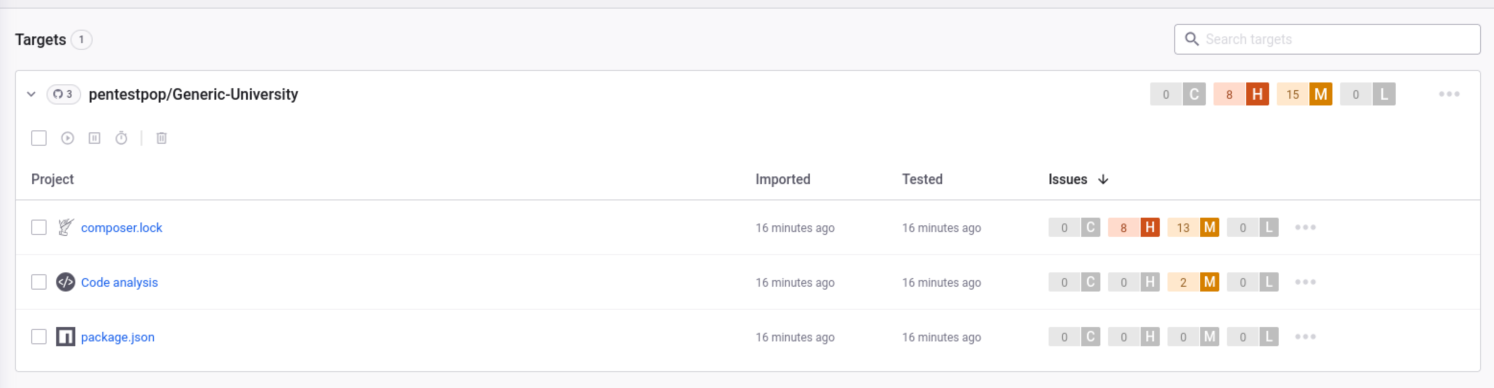 Targets 1
Search targets
3 pentestpop/Generic-University 0 C 8 H 15 M 0 L
Project Imported Tested Issues
composer.lock 16 minutes ago 16 minutes ago 0 C 8 H 13 M 0 L
Code analysis 16 minutes ago 16 minutes ago 0 C 0 H 2 M 0 L
package.json 16 minutes ago 16 minutes ago 0 C 0 H 0 M 0 L